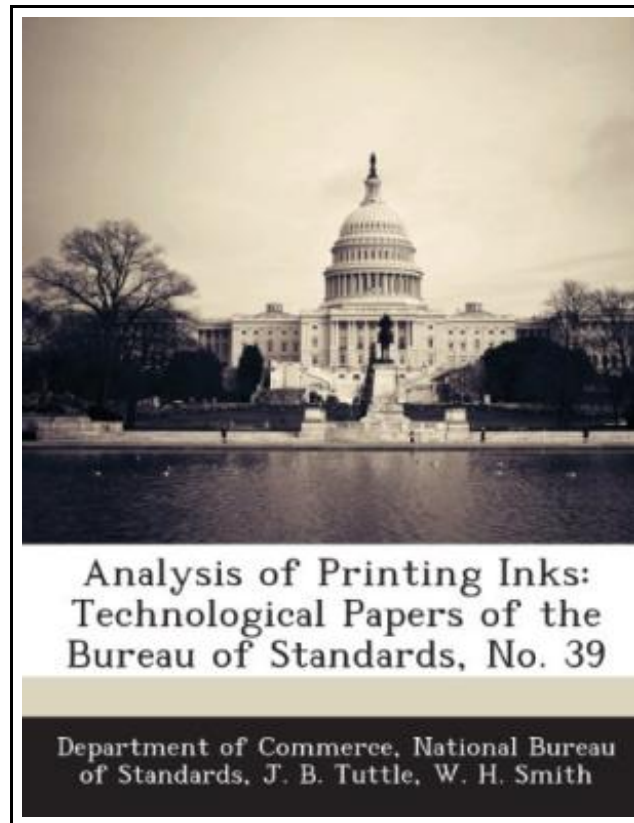 Analysis of Printing Inks:
Technological Papers of the
Bureau of Standards, No. 39
Department of Commerce, National Bureau
of Standards, J. B. Tuttle, W. H. Smith